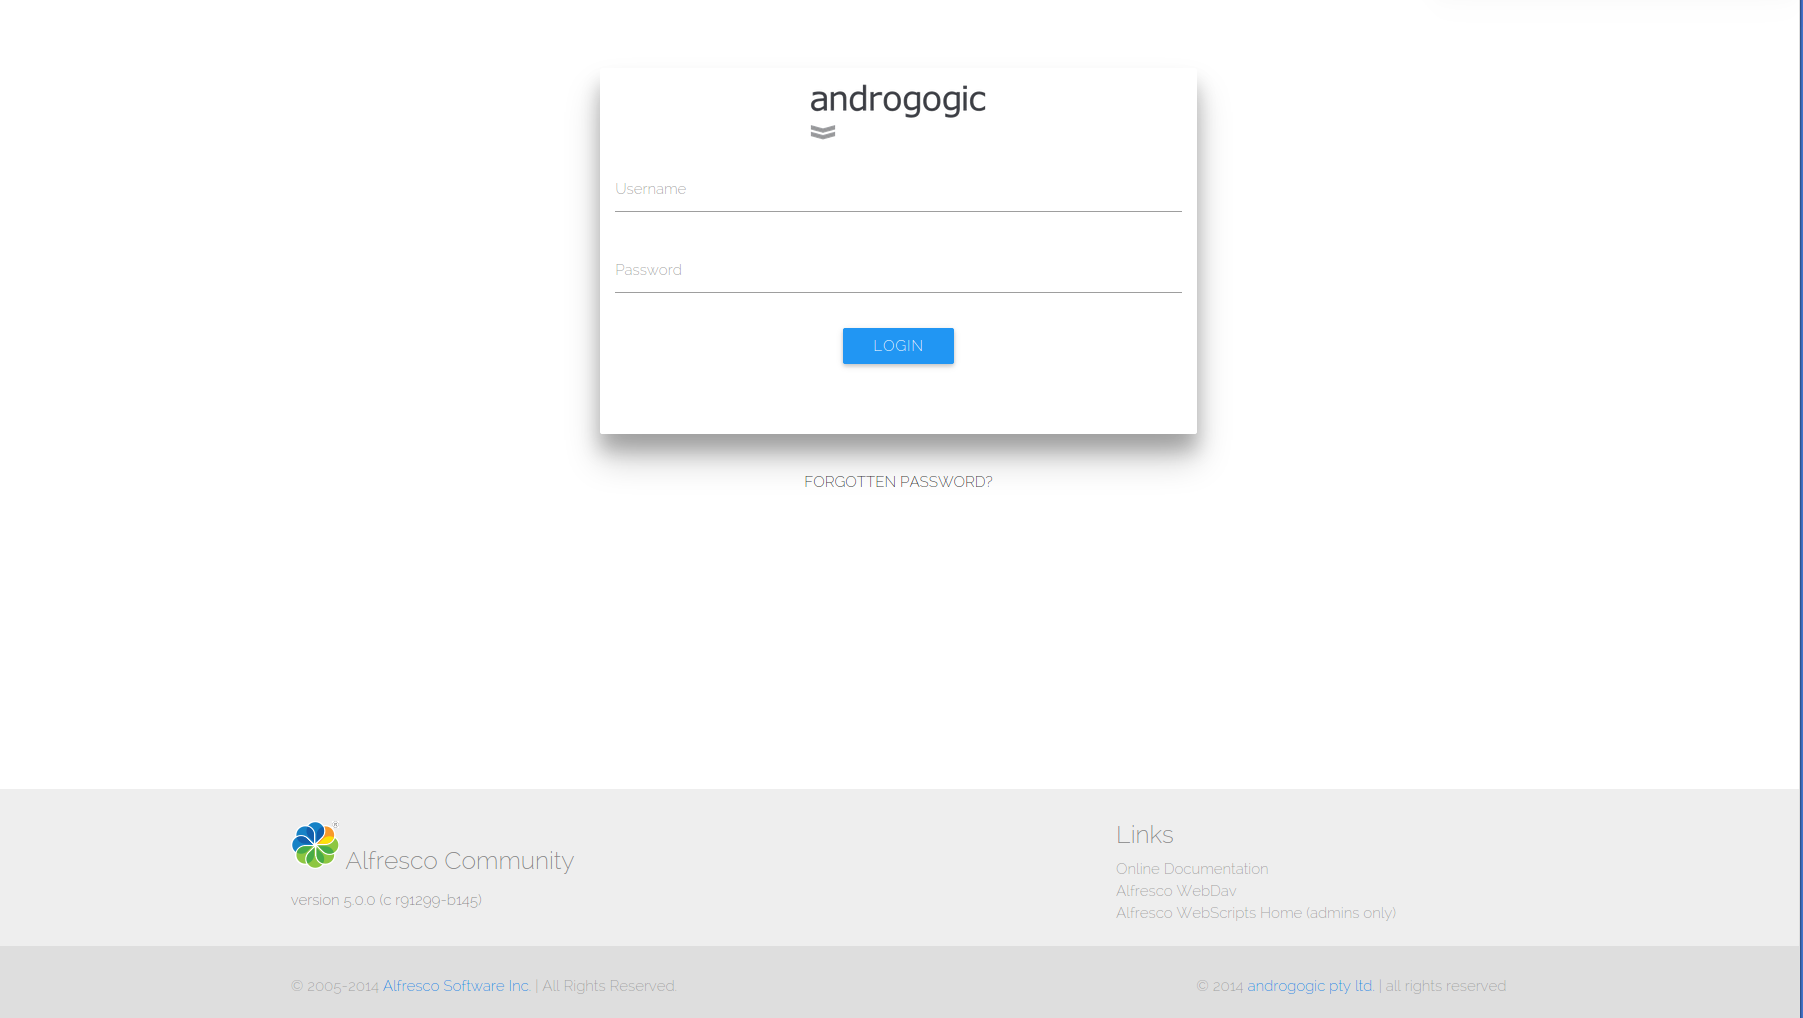 androgogic
Username
Password
LOGIN
FORGOTTEN PASSWORD?
Alfresco Community
version 5.0.0 (c r91299-b145)
Links
Online Documentation
Alfresco WebDav
Alfresco WebScripts Home (admins only)
© 2005-2014 Alfresco Software Inc. | All Rights Reserved.
© 2014 androgogic pty ltd. | all rights reserved